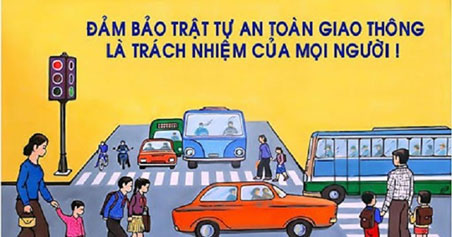 ĐẢM BẢO TRẬT TỰ AN TOÀN GIAO THÔNG
LÀ TRÁCH NHIỆM CỦA MỌI NGƯỜI !